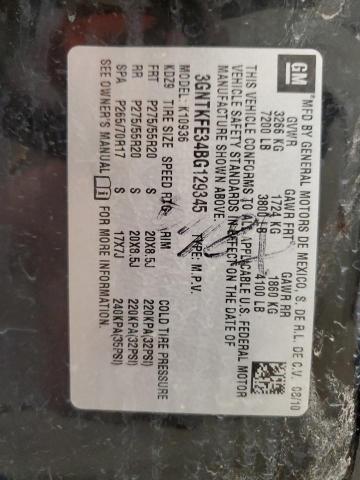 GM
MFD BY GENERAL MOTORS DE MEXICO, S. DE R.L. DE C.V. 08/10
GVWR GAWR FRT GAWR RR
3266 KG 1724 KG 1860 KG
7200 LB 3800 LB 4100 LB
THIS VEHICLE CONFORMS TO ALL APPLICABLE U.S. FEDERAL MOTOR
VEHICLE SAFETY STANDARDS IN EFFECT ON THE DATE OF
MANUFACTURE SHOWN ABOVE.
3GNTKFE34BG129345 TYPE: M.P.V.
MODEL: K10936
KDZ9 TIRE SIZE SPEED RTG RIM COLD TIRE PRESSURE
FRT P275/55R20 S 20X8.5J 220KPA(32PSI)
RR P275/55R20 S 20X8.5J 220KPA(32PSI)
SPA P265/70R17 S 17X7J 240KPA(35PSI)
SEE OWNER'S MANUAL FOR MORE INFORMATION.